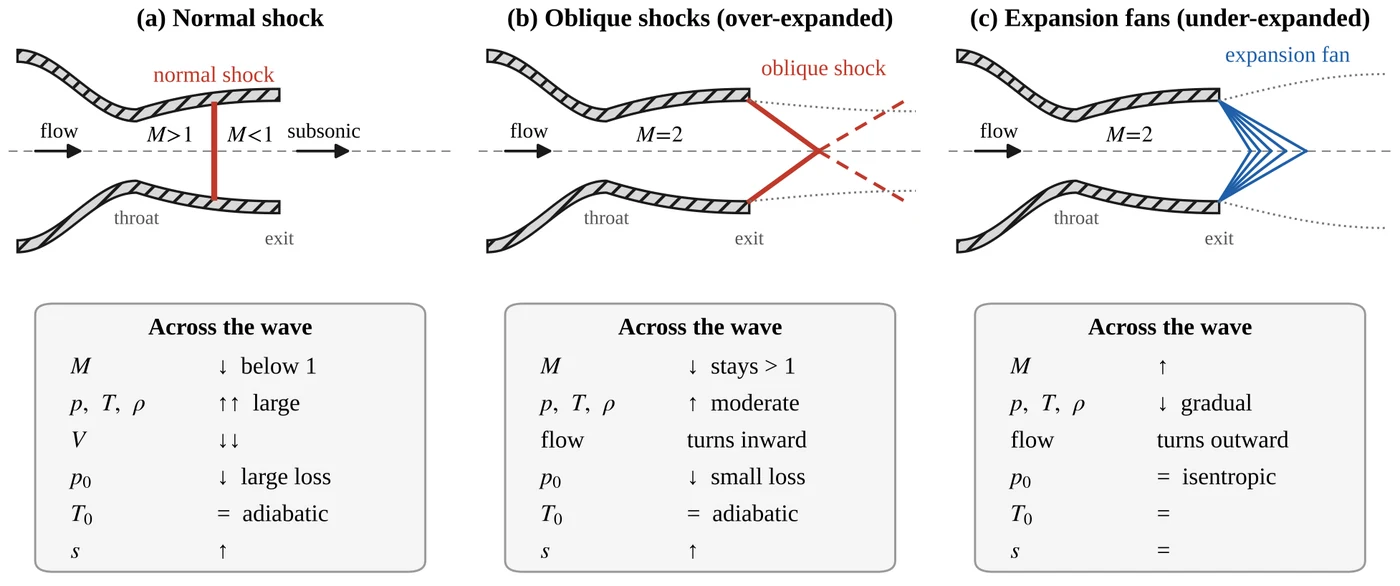 (a) Normal shock
normal shock
flow
M>1
M<1
subsonic
throat
exit
Across the wave
M ↓ below 1
p, T, ρ ↑↑ large
V ↓↓
p₀ ↓ large loss
T₀ = adiabatic
s ↑
(b) Oblique shocks (over-expanded)
oblique shock
flow
M=2
throat
exit
Across the wave
M ↓ stays > 1
p, T, ρ ↑ moderate
flow turns inward
p₀ ↓ small loss
T₀ = adiabatic
s ↑
(c) Expansion fans (under-expanded)
expansion fan
flow
M=2
throat
exit
Across the wave
M ↑
p, T, ρ ↓ gradual
flow turns outward
p₀ = isentropic
T₀ =
s =